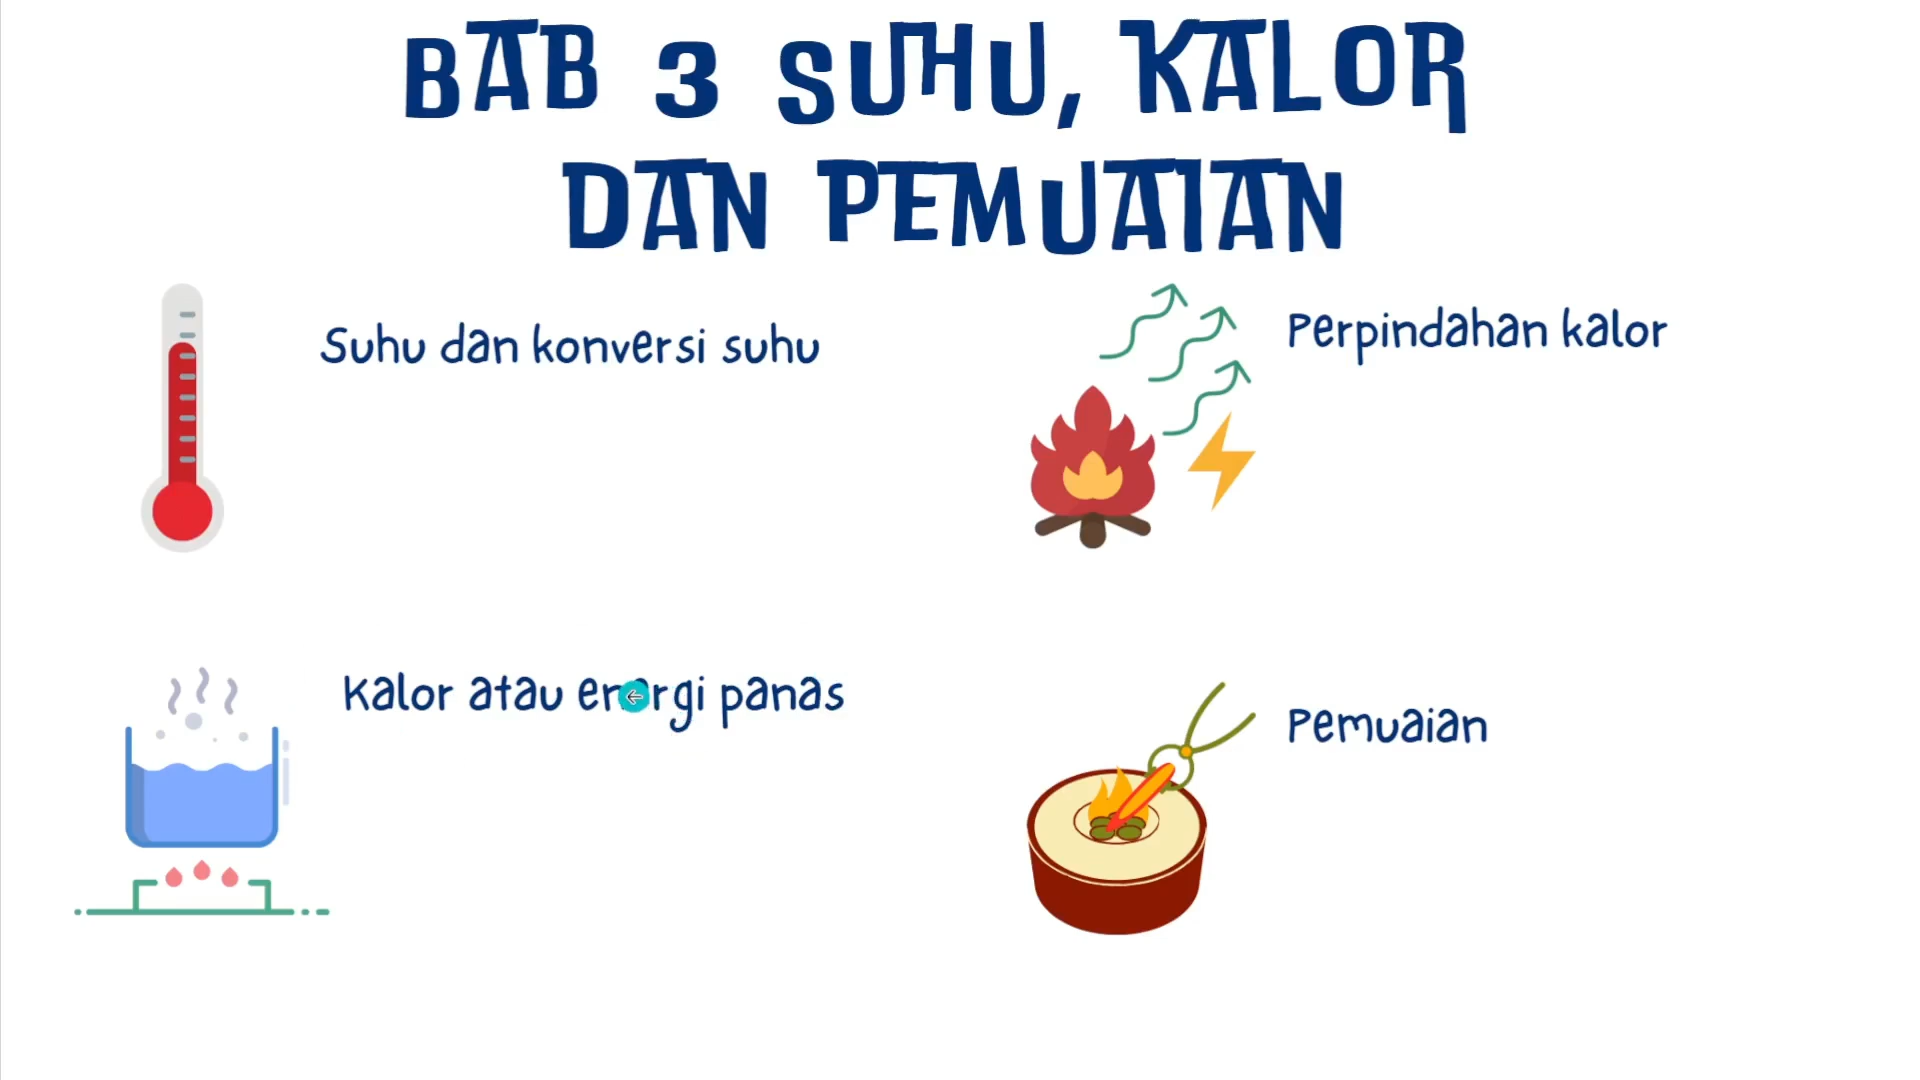 BAB 3 SUHU, KALOR
DAN PEMUAIAN
Suhu dan konversi suhu
Perpindahan kalor
Kalor atau energi panas
Pemuaian